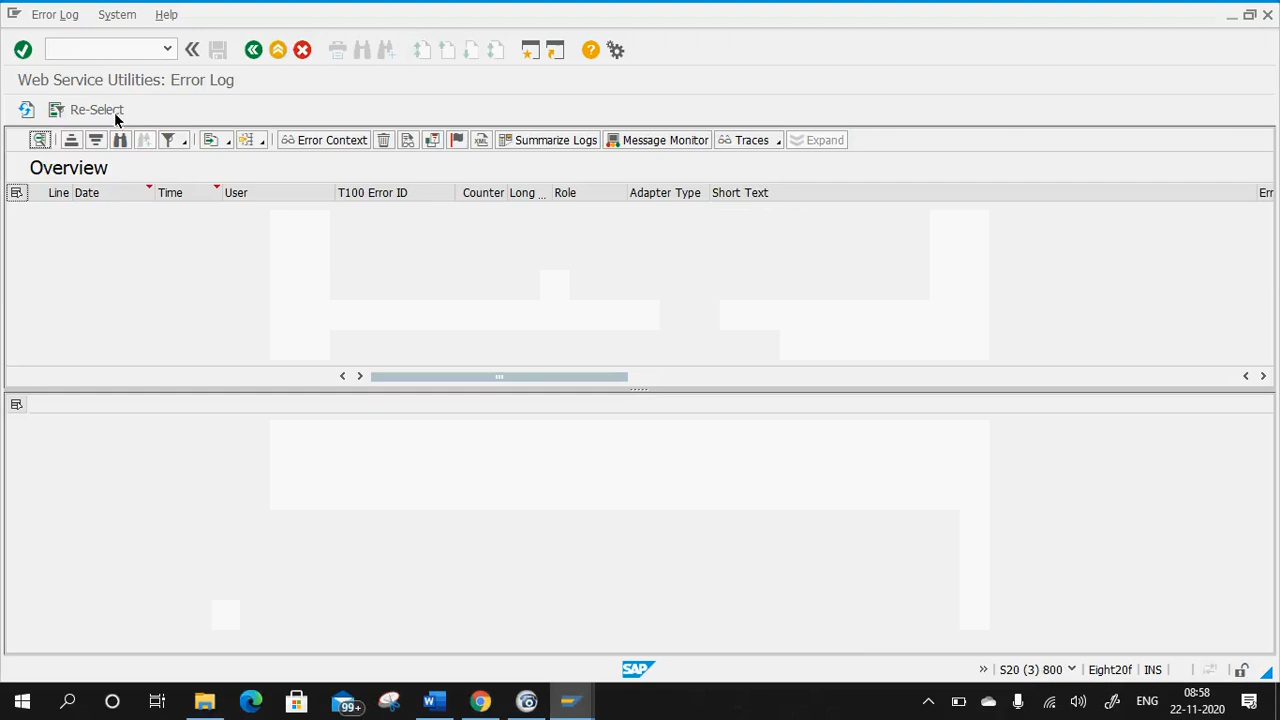 Error Log System Help
Web Service Utilities: Error Log
Re-Select
Error Context XML Summarize Logs Message Monitor Traces Expand
Overview
Line Date Time User T100 Error ID Counter Long ... Role Adapter Type Short Text Err
SAP S20 (3) 800 Eight20f INS
99+ W ENG 08:58
22-11-2020